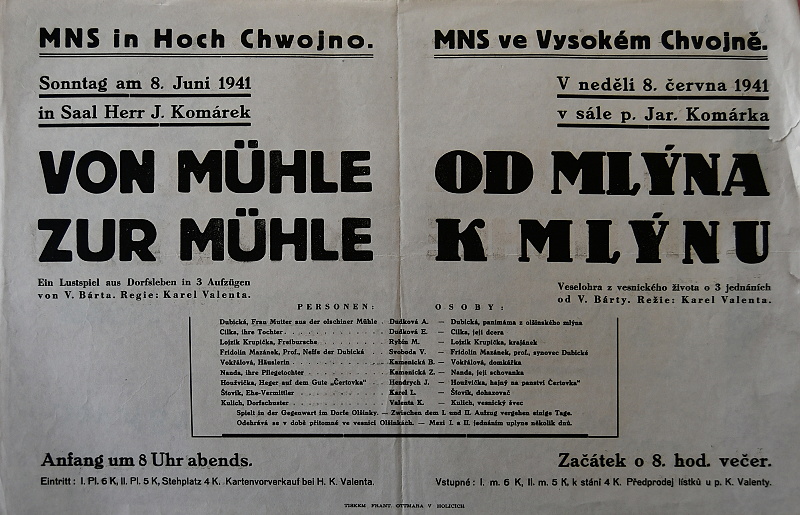 MNS in Hoch Chwojno.
Sonntag am 8. Juni 1941
in Saal Herr J. Komárek
VON MÜHLE
ZUR MÜHLE
Ein Lustspiel aus Dorfsleben in 3 Aufzügen
von V. Bárta. Regie: Karel Valenta.
MNS ve Vysokém Chvojně.
V neděli 8. června 1941
v sále p. Jar. Komárka
OD MLÝNA
K MLÝNU
Veselohra z vesnického života o 3 jednáních
od V. Bárty. Režie: Karel Valenta.
PERSONEN: OSOBY:
Dubická, Frau Mutter aus der olschiner Mühle . Dudková A. — Dubická, panímáma z olšinského mlýna
Cilka, ihre Tochter . . . . . . . . . . . . Dudková E. — Cilka, její dcera
Lojzík Krupička, Freibursche . . . . . . . . Rybín M. — Lojzík Krupička, krajánek
Fridolin Mazánek, Prof., Neffe der Dubická . . Svoboda V. — Fridolin Mazánek, prof., synovec Dubické
Vokřálová, Häuslerin . . . . . . . . . . . Kamenická B. — Vokřálová, domkářka
Nanda, ihre Pflegetochter . . . . . . . . . Kamenická Z. — Nanda, její schovanka
Houžvička, Heger auf dem Gute „Čertovka" . . Hendrych J. — Houžvička, hajný na panství Čertovka"
Šťovík, Ehe-Vermittler . . . . . . . . . . Karel L. — Šťovík, dohazovač
Kulich, Dorfschuster . . . . . . . . . . . Valenta K. — Kulich, vesnický švec
Spielt in der Gegenwart im Dorfe Olšinky. — Zwischen dem I. und II. Aufzug vergehen einige Tage.
Odehrává se v době přítomné ve vesnici Olšinkách. — Mezi I. a II. jednáním uplyne několik dnů.
Anfang um 8 Uhr abends.
Eintritt: I. Pl. 6 K, II. Pl. 5 K, Stehplatz 4 K. Kartenvorverkauf bei H. K. Valenta.
Začátek o 8. hod. večer.
Vstupné: I. m. 6 K, II. m. 5 K, k stání 4 K. Předprodej lístků u p. K. Valenty.
TISKEM FRANT. OTTMARA V HOLICÍCH